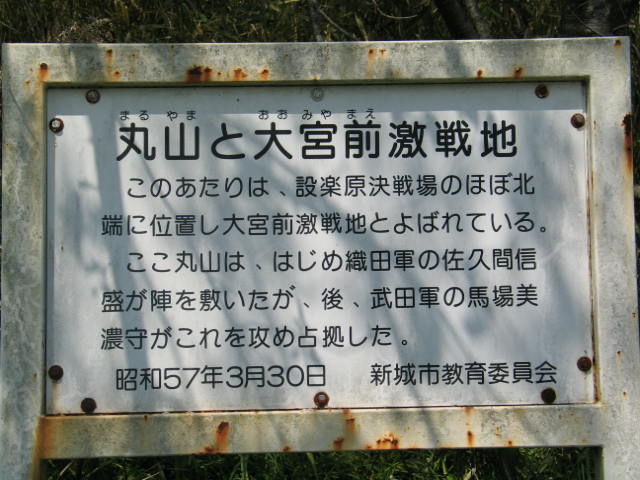 まる やま おおみやまえ
丸山と大宮前激戦地
このあたりは、設楽原決戦場のほぼ北
端に位置し大宮前激戦地とよばれている。
ここ丸山は、はじめ織田軍の佐久間信
盛が陣を敷いたが、後、武田軍の馬場美
濃守がこれを攻め占拠した。
昭和57年3月30日 新城市教育委員会